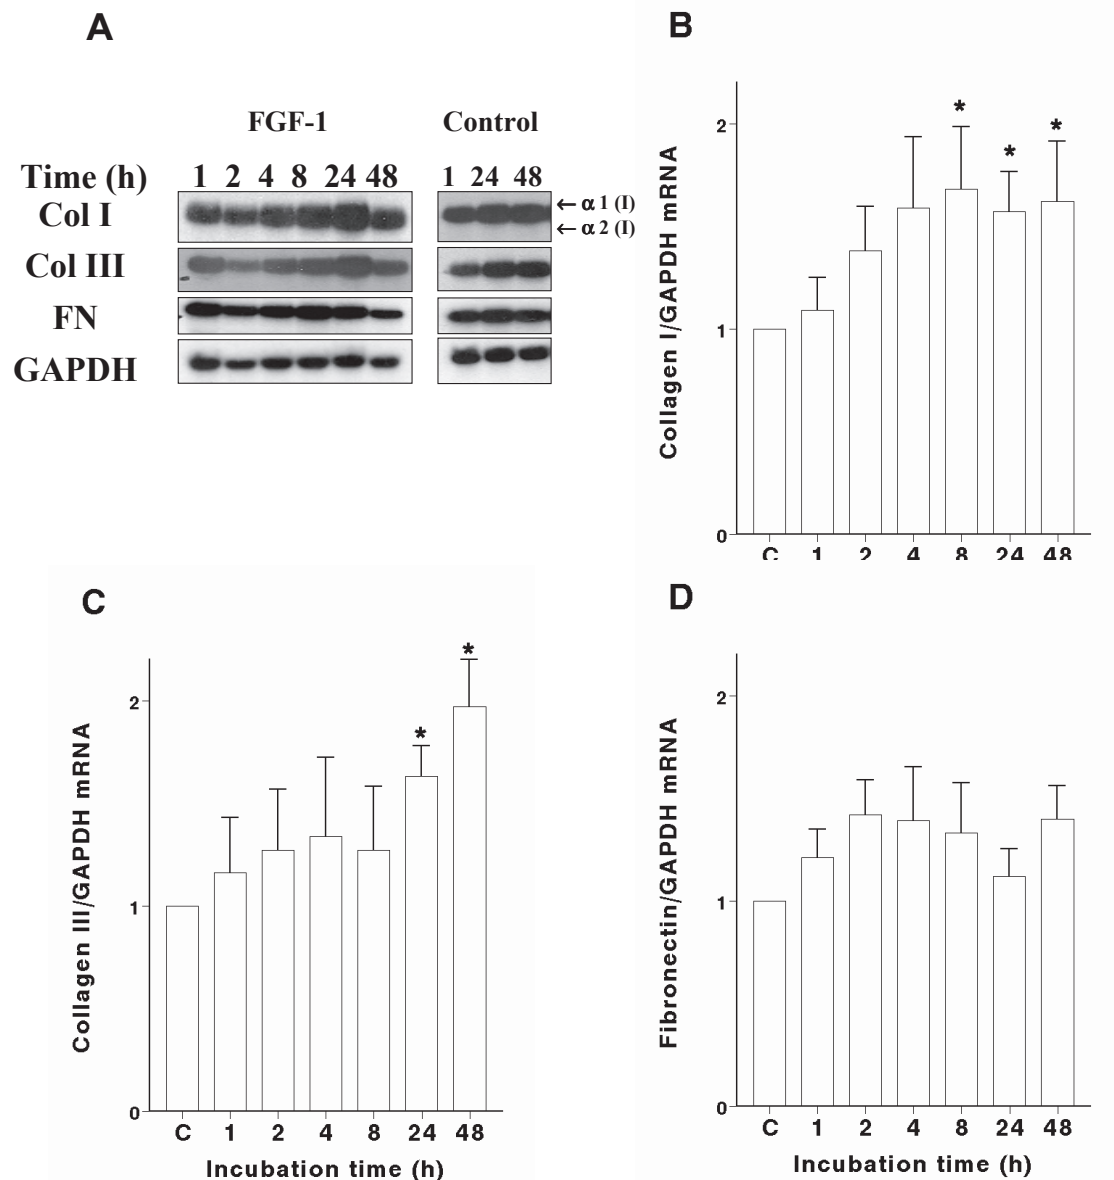 A
FGF-1 Control
Time (h) 1 2 4 8 24 48 1 24 48
Col I ← α 1 (I)
← α 2 (I)
Col III
FN
GAPDH
B
Collagen I/GAPDH mRNA
2
1
0
* * *
C 1 2 4 8 24 48
C
Collagen III/GAPDH mRNA
2
1
0
* *
C 1 2 4 8 24 48
Incubation time (h)
D
Fibronectin/GAPDH mRNA
2
1
0
C 1 2 4 8 24 48
Incubation time (h)